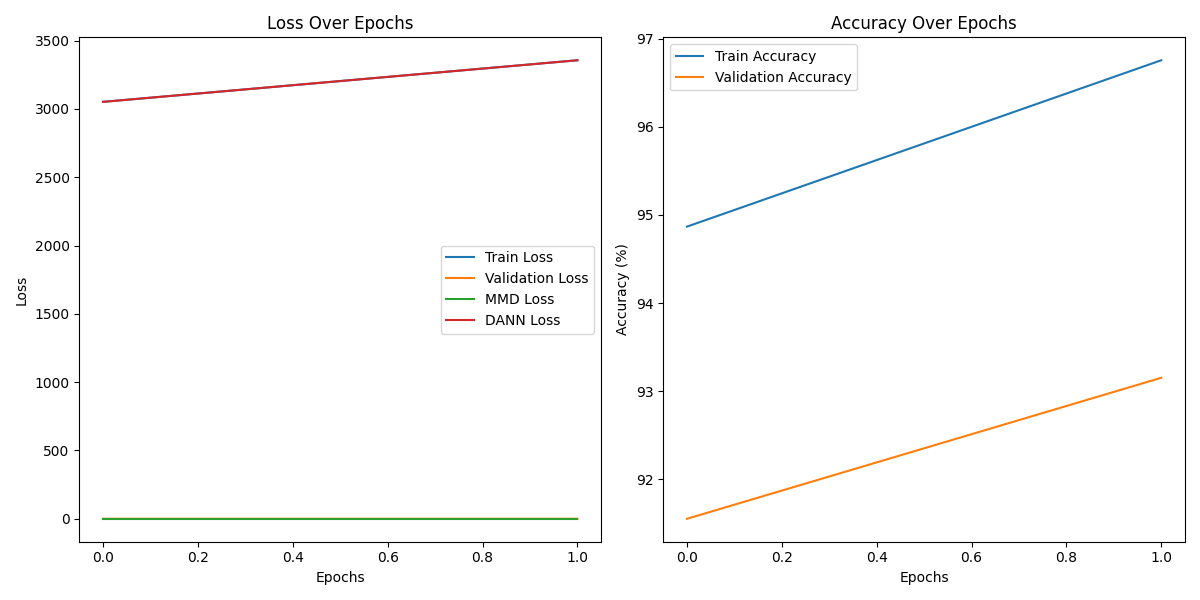 Loss Over Epochs
3500
3000
2500
2000
1500
1000
500
0
Loss
Train Loss
Validation Loss
MMD Loss
DANN Loss
0.0 0.2 0.4 0.6 0.8 1.0
Epochs
Accuracy Over Epochs
97
96
95
94
93
92
Accuracy (%)
Train Accuracy
Validation Accuracy
0.0 0.2 0.4 0.6 0.8 1.0
Epochs